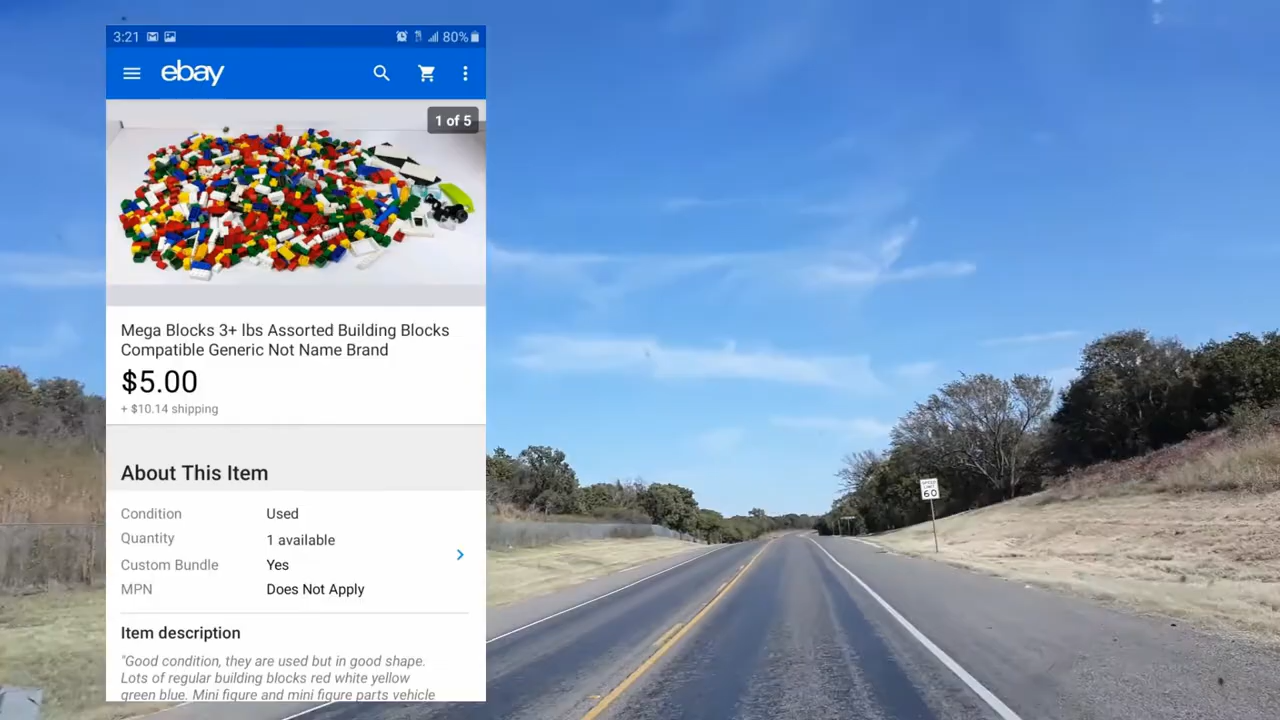 3:21
80%
ebay
1 of 5
Mega Blocks 3+ lbs Assorted Building Blocks
Compatible Generic Not Name Brand
$5.00
+ $10.14 shipping
About This Item
Condition Used
Quantity 1 available
Custom Bundle Yes
MPN Does Not Apply
Item description
"Good condition, they are used but in good shape.
Lots of regular building blocks red white yellow
green blue. Mini figure and mini figure parts vehicle
SPEED
LIMIT
60